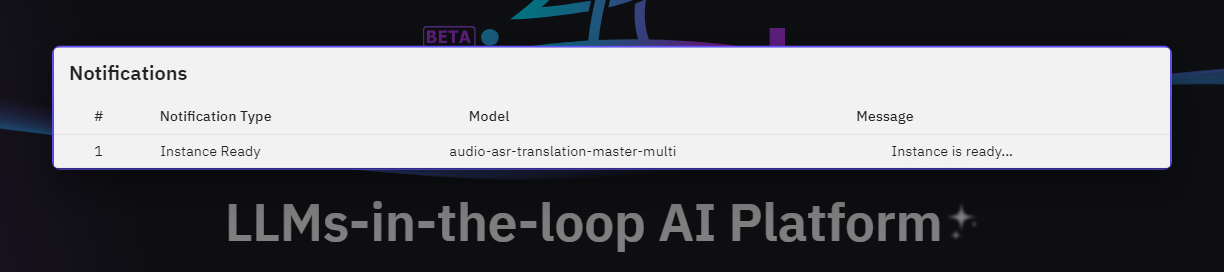 BETA
Notifications
# Notification Type Model Message
1 Instance Ready audio-asr-translation-master-multi Instance is ready...
LLMs-in-the-loop AI Platform